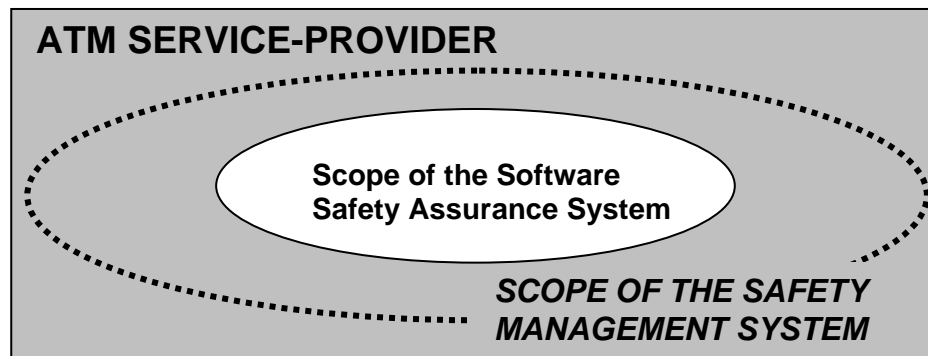 ATM SERVICE-PROVIDER
Scope of the Software
Safety Assurance System
SCOPE OF THE SAFETY
MANAGEMENT SYSTEM